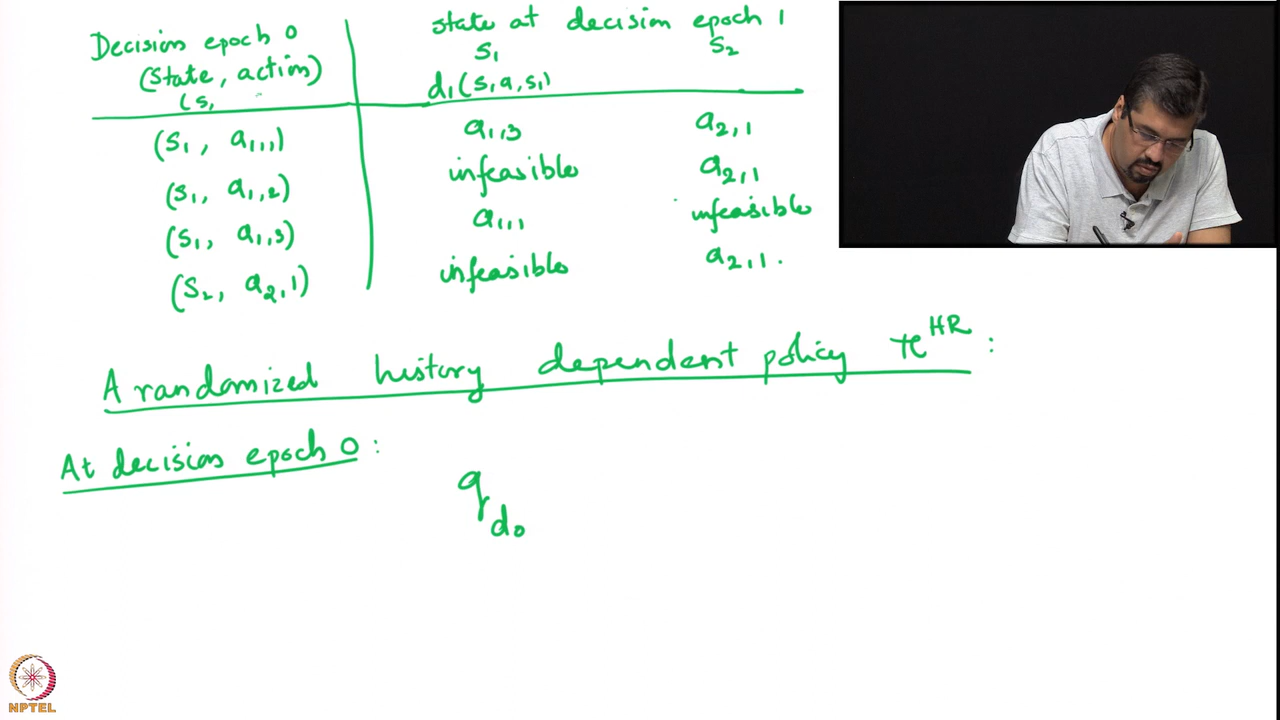 Decision epoch 0 state at decision epoch 1
(state, action) s₁ s₂
(s, d₁(s,a,s₁)
(s₁, a₁,₁) a₁,₃ a₂,₁
(s₁, a₁,₂) infeasible a₂,₁
(s₁, a₁,₃) a₁,₁ infeasible
(s₂, a₂,₁) infeasible a₂,₁.
A randomized history dependent policy π^HR :
At decision epoch 0 :
q_d₀
NPTEL